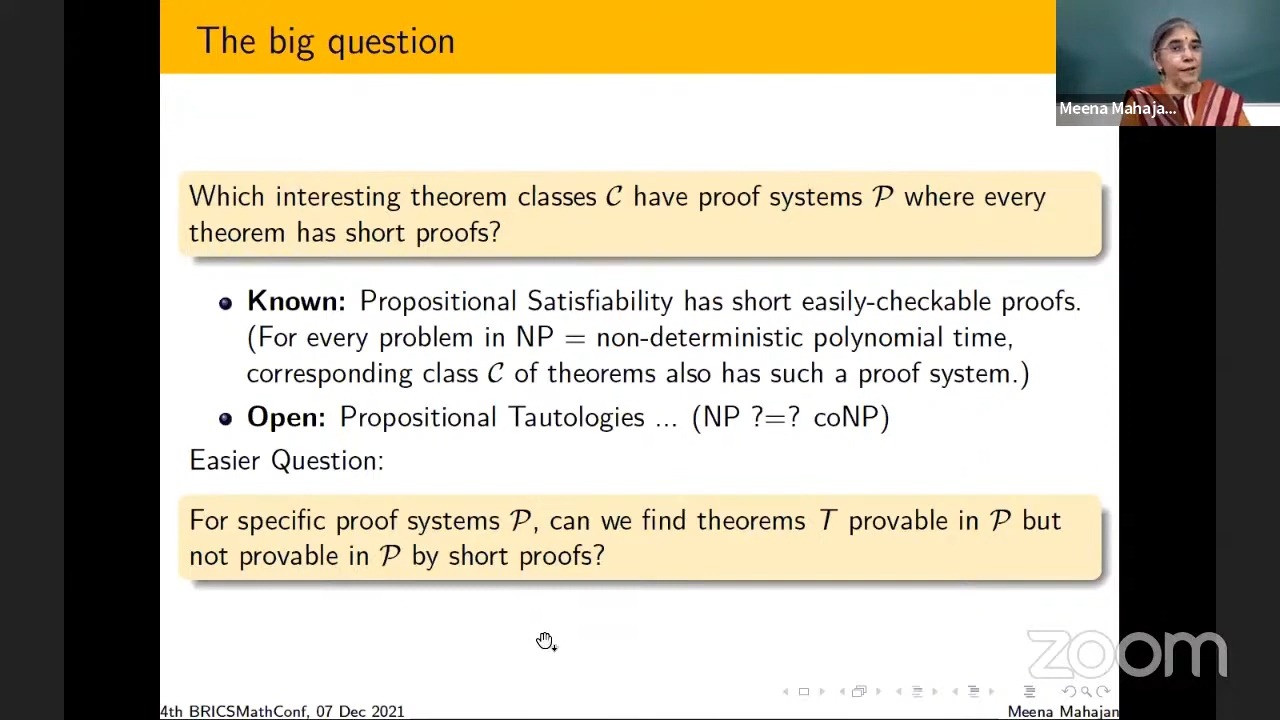 The big question
Meena Mahaja...
Which interesting theorem classes 𝒞 have proof systems 𝒫 where every
theorem has short proofs?
Known: Propositional Satisfiability has short easily-checkable proofs.
(For every problem in NP = non-deterministic polynomial time,
corresponding class 𝒞 of theorems also has such a proof system.)
Open: Propositional Tautologies ... (NP ?=? coNP)
Easier Question:
For specific proof systems 𝒫, can we find theorems T provable in 𝒫 but
not provable in 𝒫 by short proofs?
zoom
4th BRICSMathConf, 07 Dec 2021
Meena Mahajan